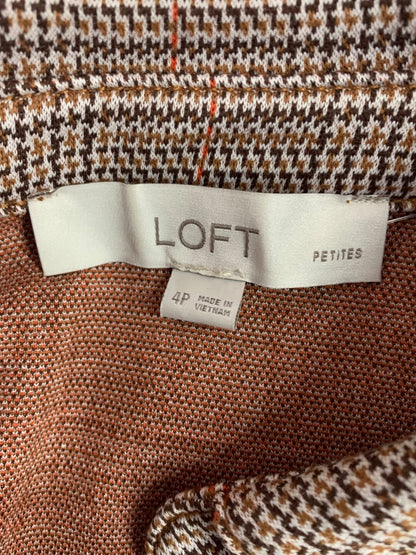 LOFT
PETITES
4P MADE IN
VIETNAM